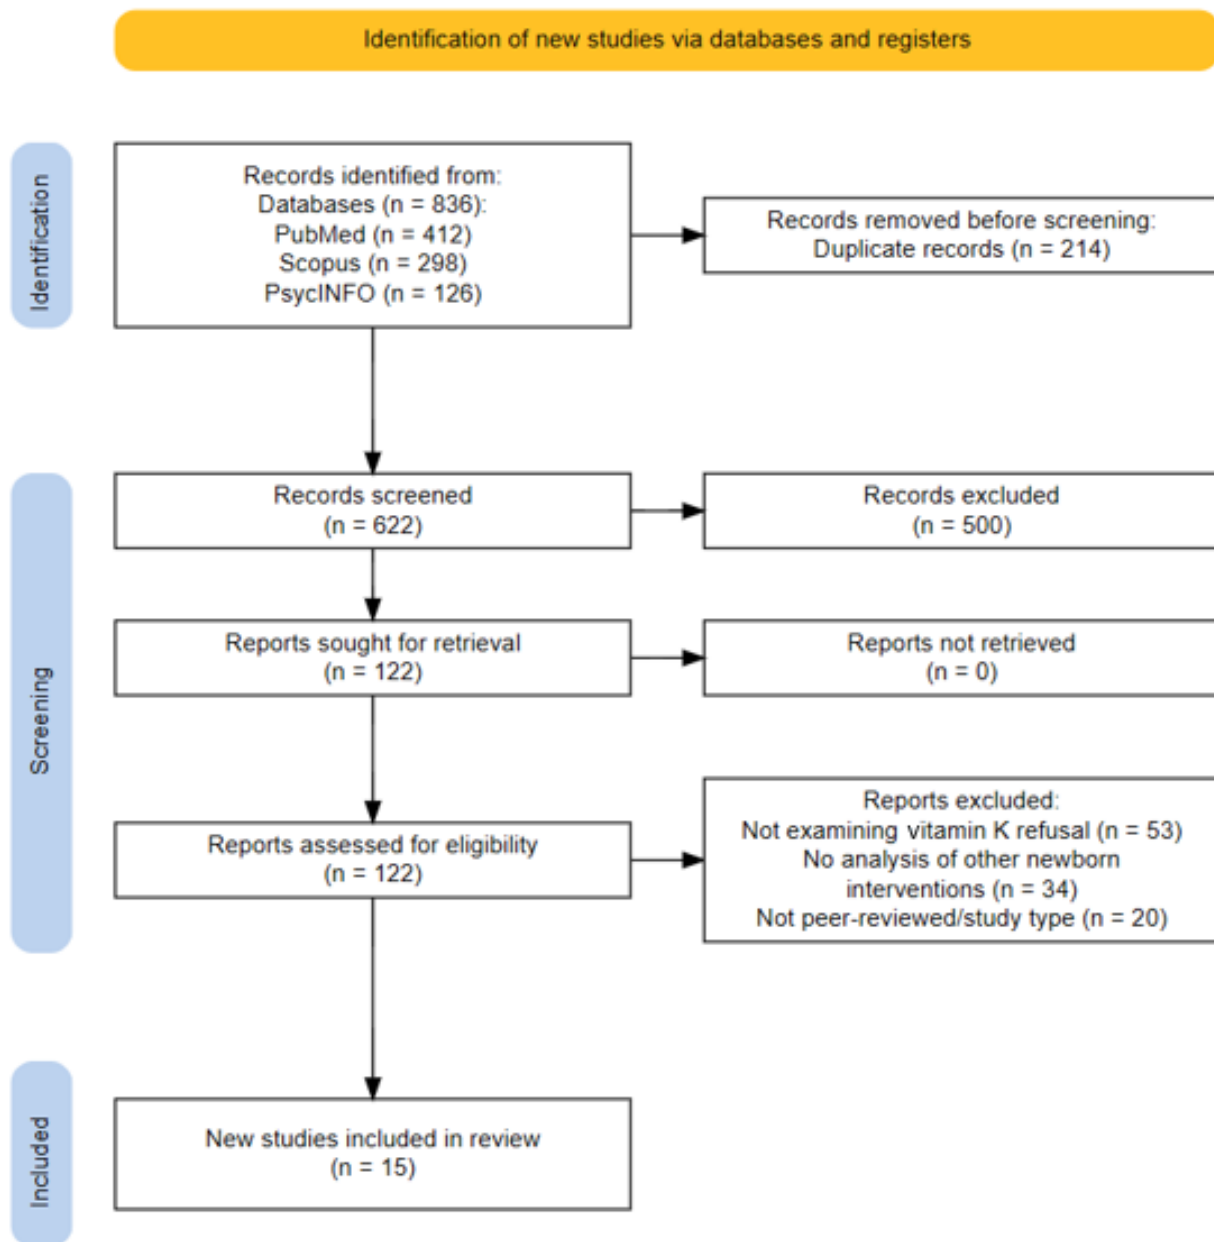 Identification of new studies via databases and registers
Identification
Records identified from:
Databases (n = 836):
PubMed (n = 412)
Scopus (n = 298)
PsycINFO (n = 126)
Records removed before screening:
Duplicate records (n = 214)
Screening
Records screened
(n = 622)
Records excluded
(n = 500)
Reports sought for retrieval
(n = 122)
Reports not retrieved
(n = 0)
Reports assessed for eligibility
(n = 122)
Reports excluded:
Not examining vitamin K refusal (n = 53)
No analysis of other newborn
interventions (n = 34)
Not peer-reviewed/study type (n = 20)
Included
New studies included in review
(n = 15)